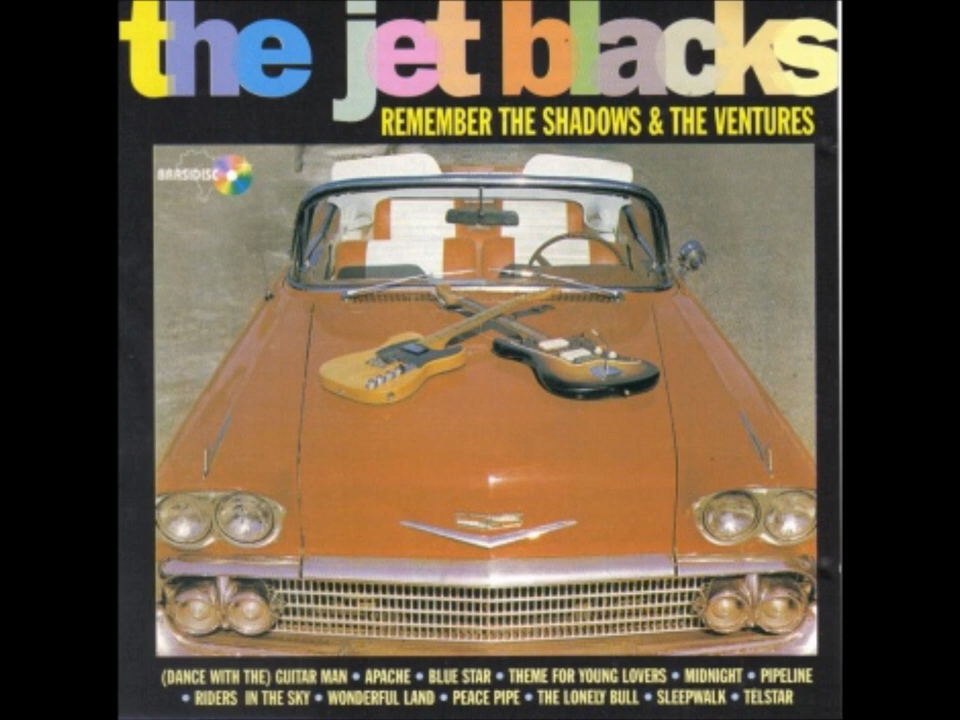 the jet blacks
REMEMBER THE SHADOWS & THE VENTURES
BRASIDISC
(DANCE WITH THE) GUITAR MAN • APACHE • BLUE STAR • THEME FOR YOUNG LOVERS • MIDNIGHT • PIPELINE
• RIDERS IN THE SKY • WONDERFUL LAND • PEACE PIPE • THE LONELY BULL • SLEEPWALK • TELSTAR